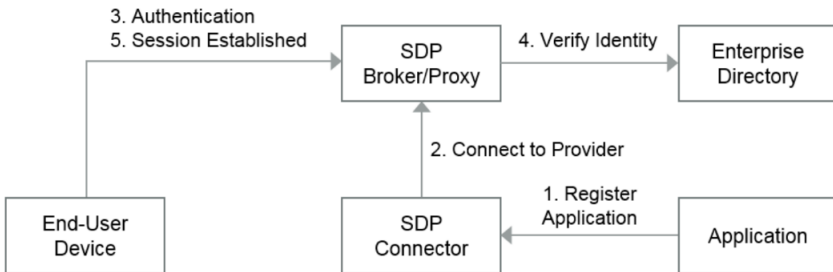 3. Authentication
5. Session Established
SDP
Broker/Proxy
4. Verify Identity
Enterprise
Directory
2. Connect to Provider
End-User
Device
SDP
Connector
1. Register
Application
Application